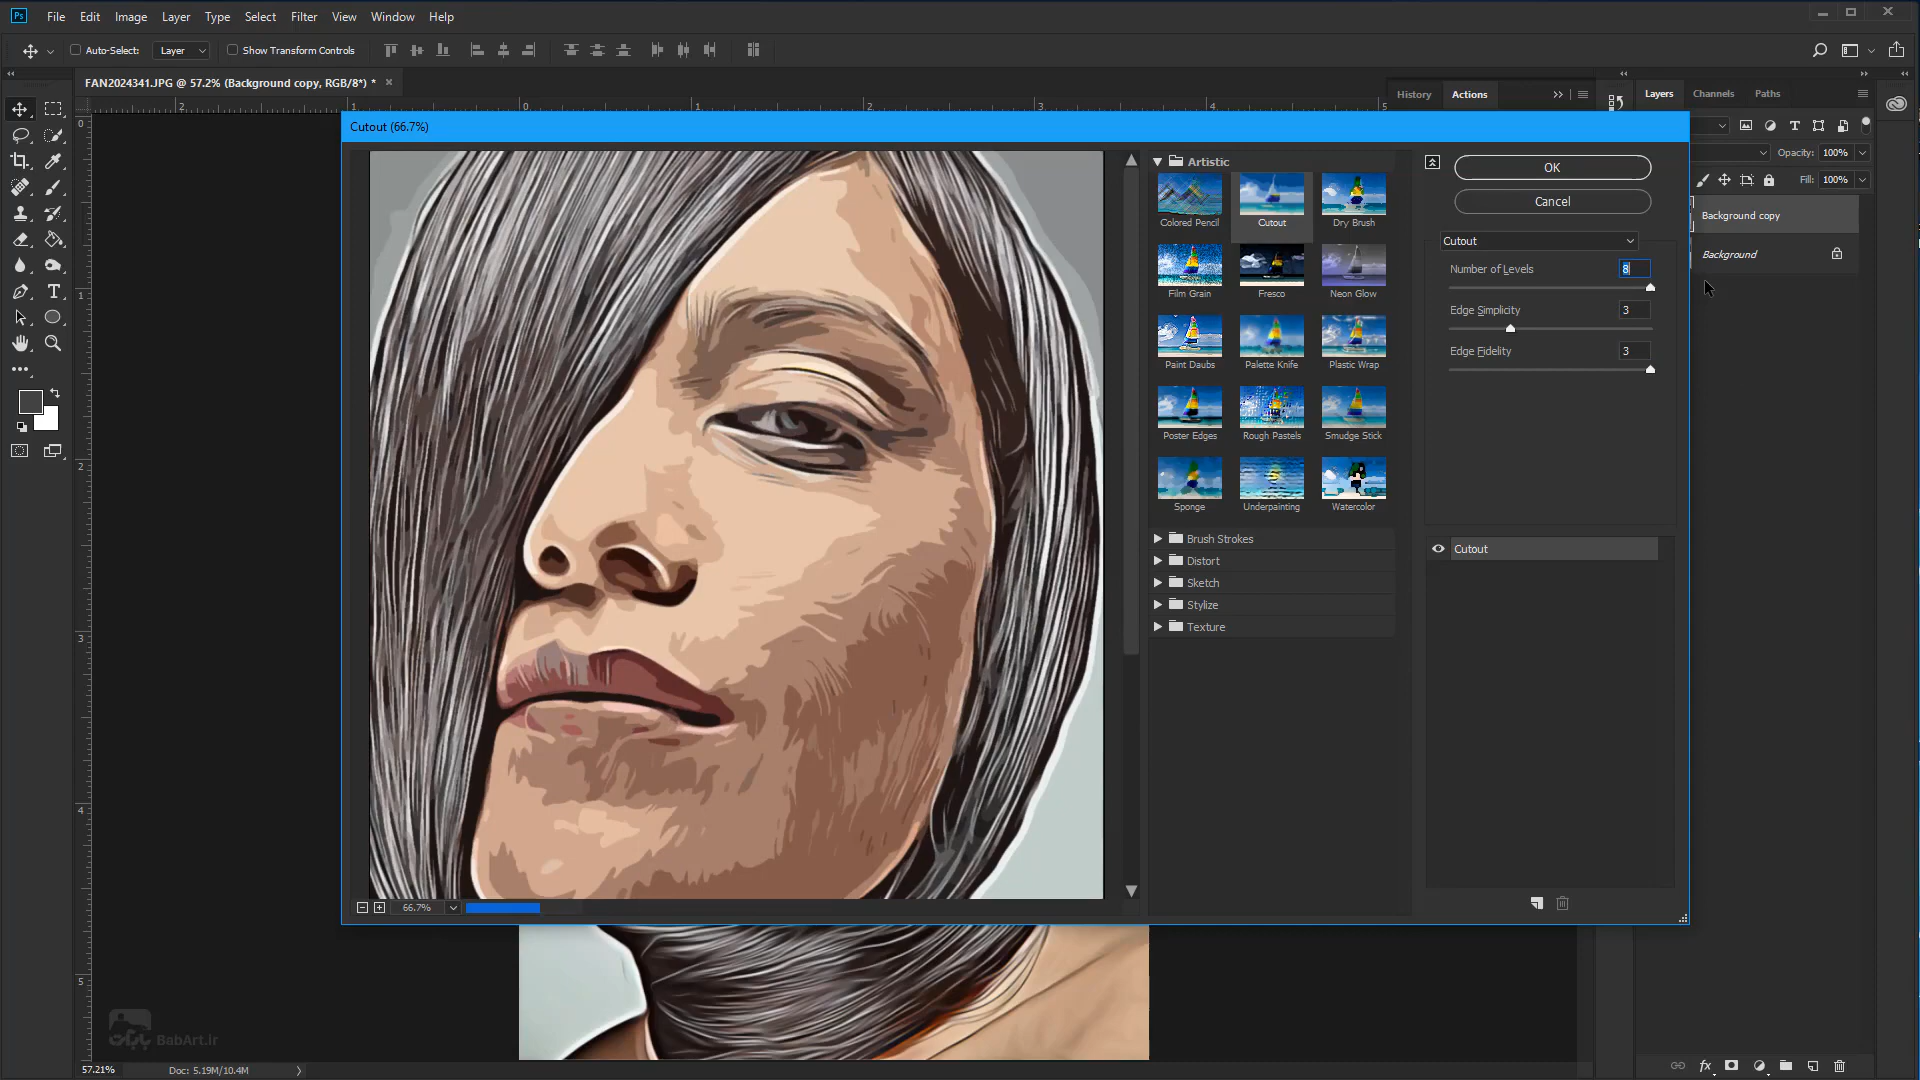 Ps File Edit Image Layer Type Select Filter View Window Help
Auto-Select: Layer Show Transform Controls
FAN2024341.JPG @ 57.2% (Background copy, RGB/8*) *
History Actions Layers Channels Paths
Cutout (66.7%)
Opacity: 100%
Fill: 100%
Background copy
Background
Artistic
Colored Pencil Cutout Dry Brush
Film Grain Fresco Neon Glow
Paint Daubs Palette Knife Plastic Wrap
Poster Edges Rough Pastels Smudge Stick
Sponge Underpainting Watercolor
Brush Strokes
Distort
Sketch
Stylize
Texture
OK
Cancel
Cutout
Number of Levels 8
Edge Simplicity 3
Edge Fidelity 3
Cutout
66.7%
BabArt.ir
57.21% Doc: 5.19M/10.4M